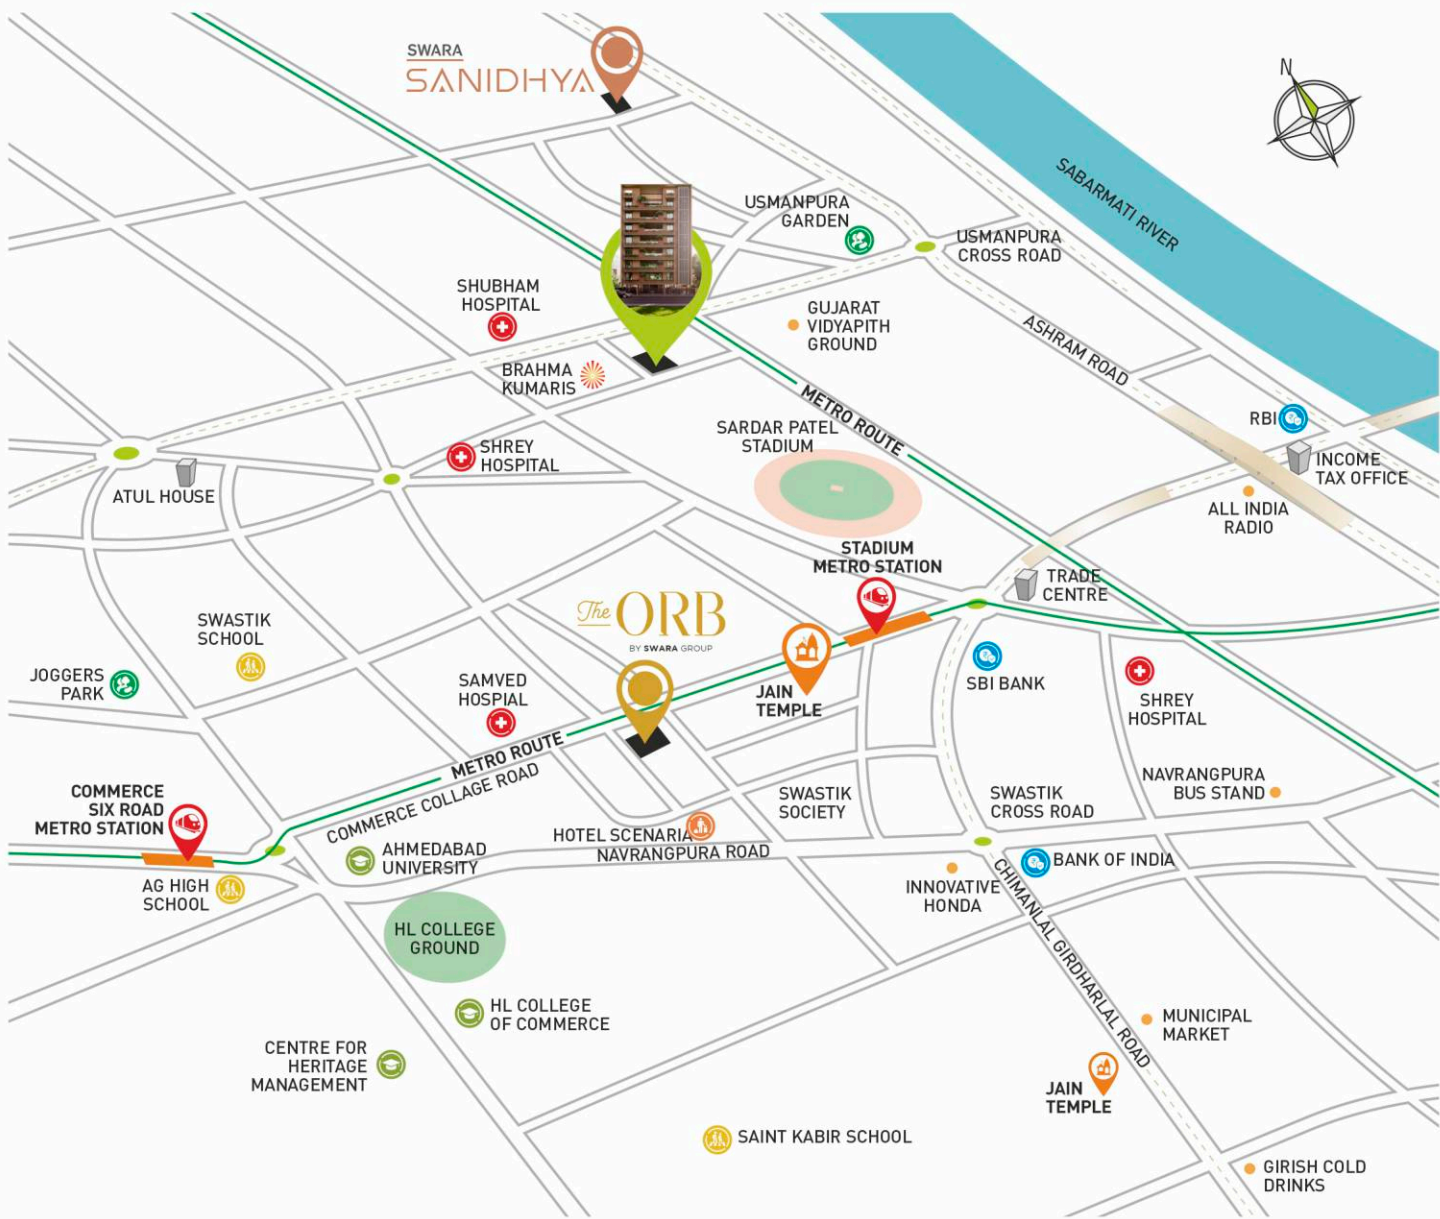 SWARA
SANIDHYA
N
SABARMATI RIVER
USMANPURA
GARDEN
USMANPURA
CROSS ROAD
SHUBHAM
HOSPITAL
GUJARAT
VIDYAPITH
GROUND
ASHRAM ROAD
BRAHMA
KUMARIS
METRO ROUTE
SARDAR PATEL
STADIUM
RBI
INCOME
TAX OFFICE
SHREY
HOSPITAL
ATUL HOUSE
ALL INDIA
RADIO
STADIUM
METRO STATION
TRADE
CENTRE
The ORB
BY SWARA GROUP
SWASTIK
SCHOOL
JOGGERS
PARK
SAMVED
HOSPIAL
JAIN
TEMPLE
SBI BANK
SHREY
HOSPITAL
METRO ROUTE
COMMERCE COLLAGE ROAD
COMMERCE
SIX ROAD
METRO STATION
SWASTIK
SOCIETY
SWASTIK
CROSS ROAD
NAVRANGPURA
BUS STAND
HOTEL SCENARIA
NAVRANGPURA ROAD
AHMEDABAD
UNIVERSITY
BANK OF INDIA
AG HIGH
SCHOOL
INNOVATIVE
HONDA
CHIMANLAL GIRDHARLAL ROAD
HL COLLEGE
GROUND
HL COLLEGE
OF COMMERCE
MUNICIPAL
MARKET
CENTRE FOR
HERITAGE
MANAGEMENT
JAIN
TEMPLE
SAINT KABIR SCHOOL
GIRISH COLD
DRINKS